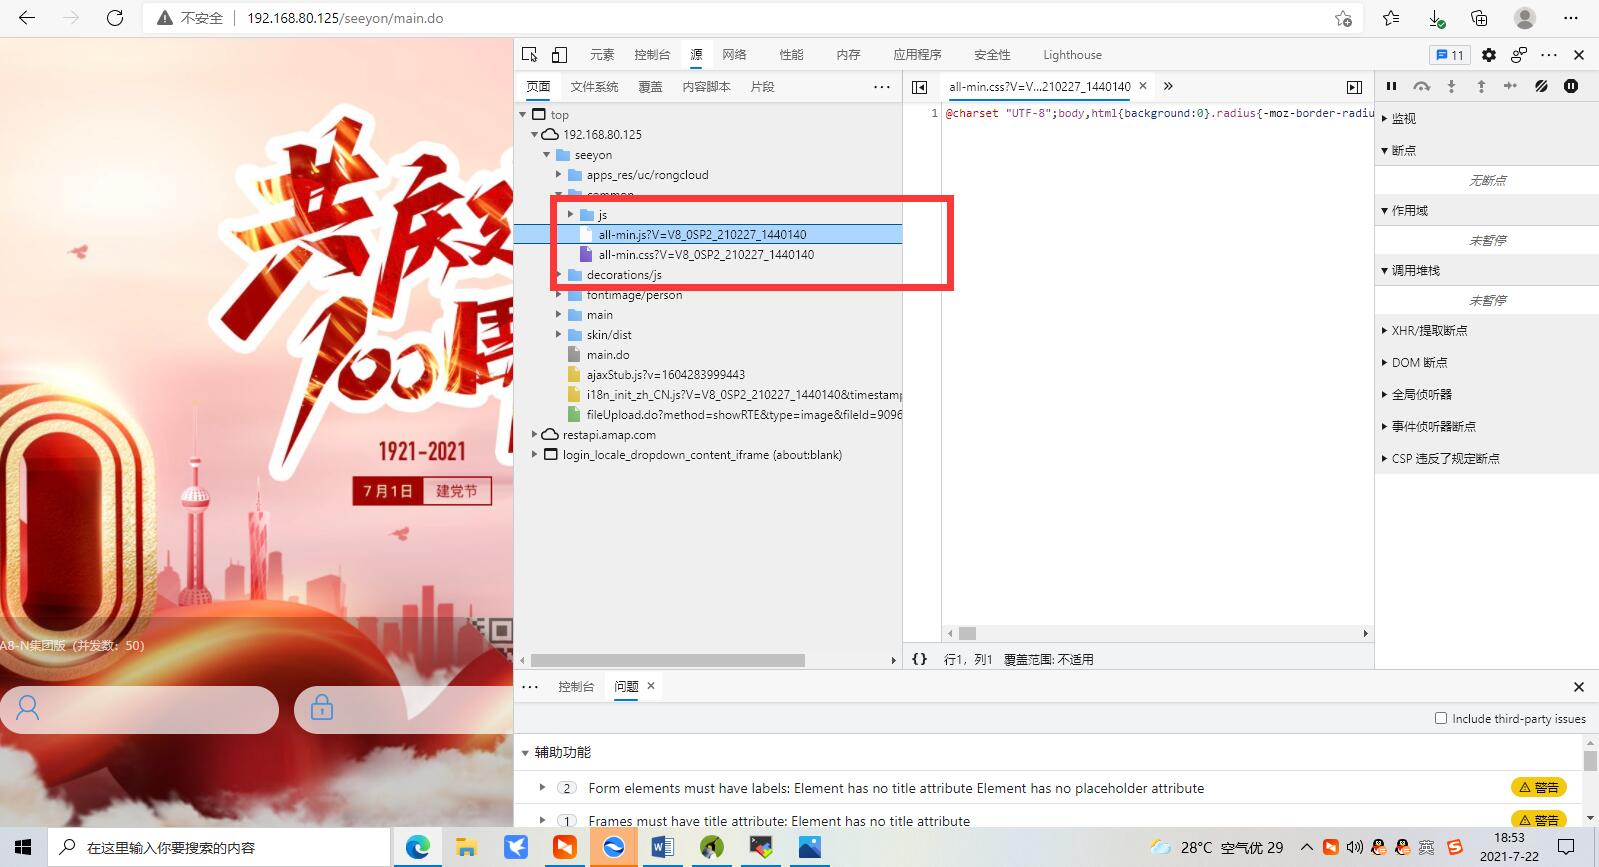 不安全 192.168.80.125/seeyon/main.do
元素 控制台 源 网络 性能 内存 应用程序 安全性 Lighthouse 11
页面 文件系统 覆盖 内容脚本 片段
all-min.css?V=V...210227_1440140
top
192.168.80.125
seeyon
apps_res/uc/rongcloud
common
js
all-min.js?V=V8_0SP2_210227_1440140
all-min.css?V=V8_0SP2_210227_1440140
decorations/js
fontimage/person
main
skin/dist
main.do
ajaxStub.js?v=1604283999443
i18n_init_zh_CN.js?V=V8_0SP2_210227_1440140&timestamp
fileUpload.do?method=showRTE&type=image&fileId=9096
restapi.amap.com
login_locale_dropdown_content_iframe (about:blank)
1 @charset "UTF-8";body,html{background:0}.radius{-moz-border-radiu
{} 行1，列1 覆盖范围: 不适用
监视
断点
无断点
作用域
未暂停
调用堆栈
未暂停
XHR/提取断点
DOM 断点
全局侦听器
事件侦听器断点
CSP 违反了规定断点
共庆
100周
1921-2021
7月1日 建党节
A8-N集团版（并发数：50）
控制台 问题
Include third-party issues
辅助功能
2 Form elements must have labels: Element has no title attribute Element has no placeholder attribute 警告
1 Frames must have title attribute: Element has no title attribute 警告
在这里输入你要搜索的内容
28°C 空气优 29 英
18:53
2021-7-22